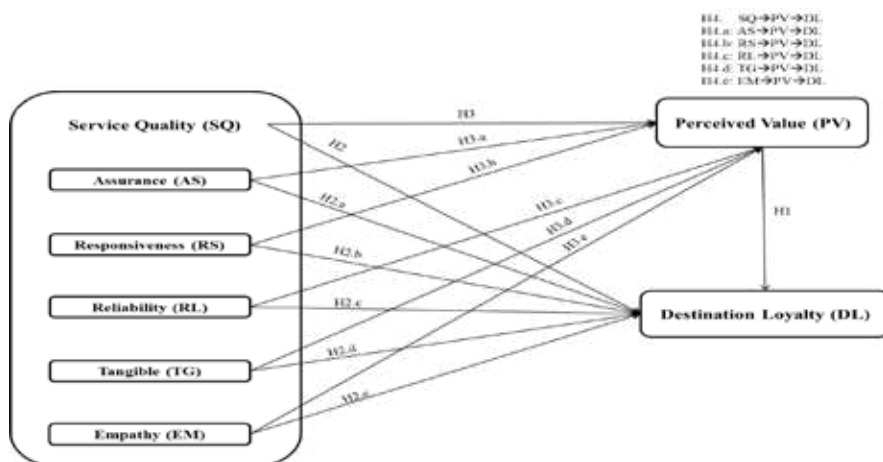 H4. SQ→PV→DL
H4.a: AS→PV→DL
H4.b: RS→PV→DL
H4.c: RL→PV→DL
H4.d: TG→PV→DL
H4.e: EM→PV→DL
Service Quality (SQ)
H3
Perceived Value (PV)
H2
H3.a
Assurance (AS)
H3.b
H2.a
H3.c
H1
Responsiveness (RS)
H3.d
H2.b
H3.e
Reliability (RL)
H2.c
Destination Loyalty (DL)
Tangible (TG)
H2.d
H2.e
Empathy (EM)